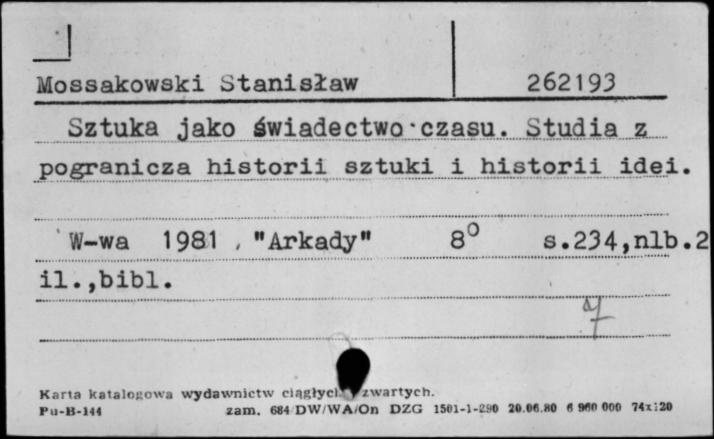 Mossakowski Stanisław 262193
Sztuka jako świadectwo czasu. Studia z
pogranicza historii sztuki i historii idei.
W-wa 1981 , "Arkady" 8° s.234,nlb.2
il.,bibl.
Karta katalogowa wydawnictw ciągłych zwartych.
Pu-B-144 zam. 684/DW/WA/On DZG 1501-1-290 20.06.80 6 960 000 74x120